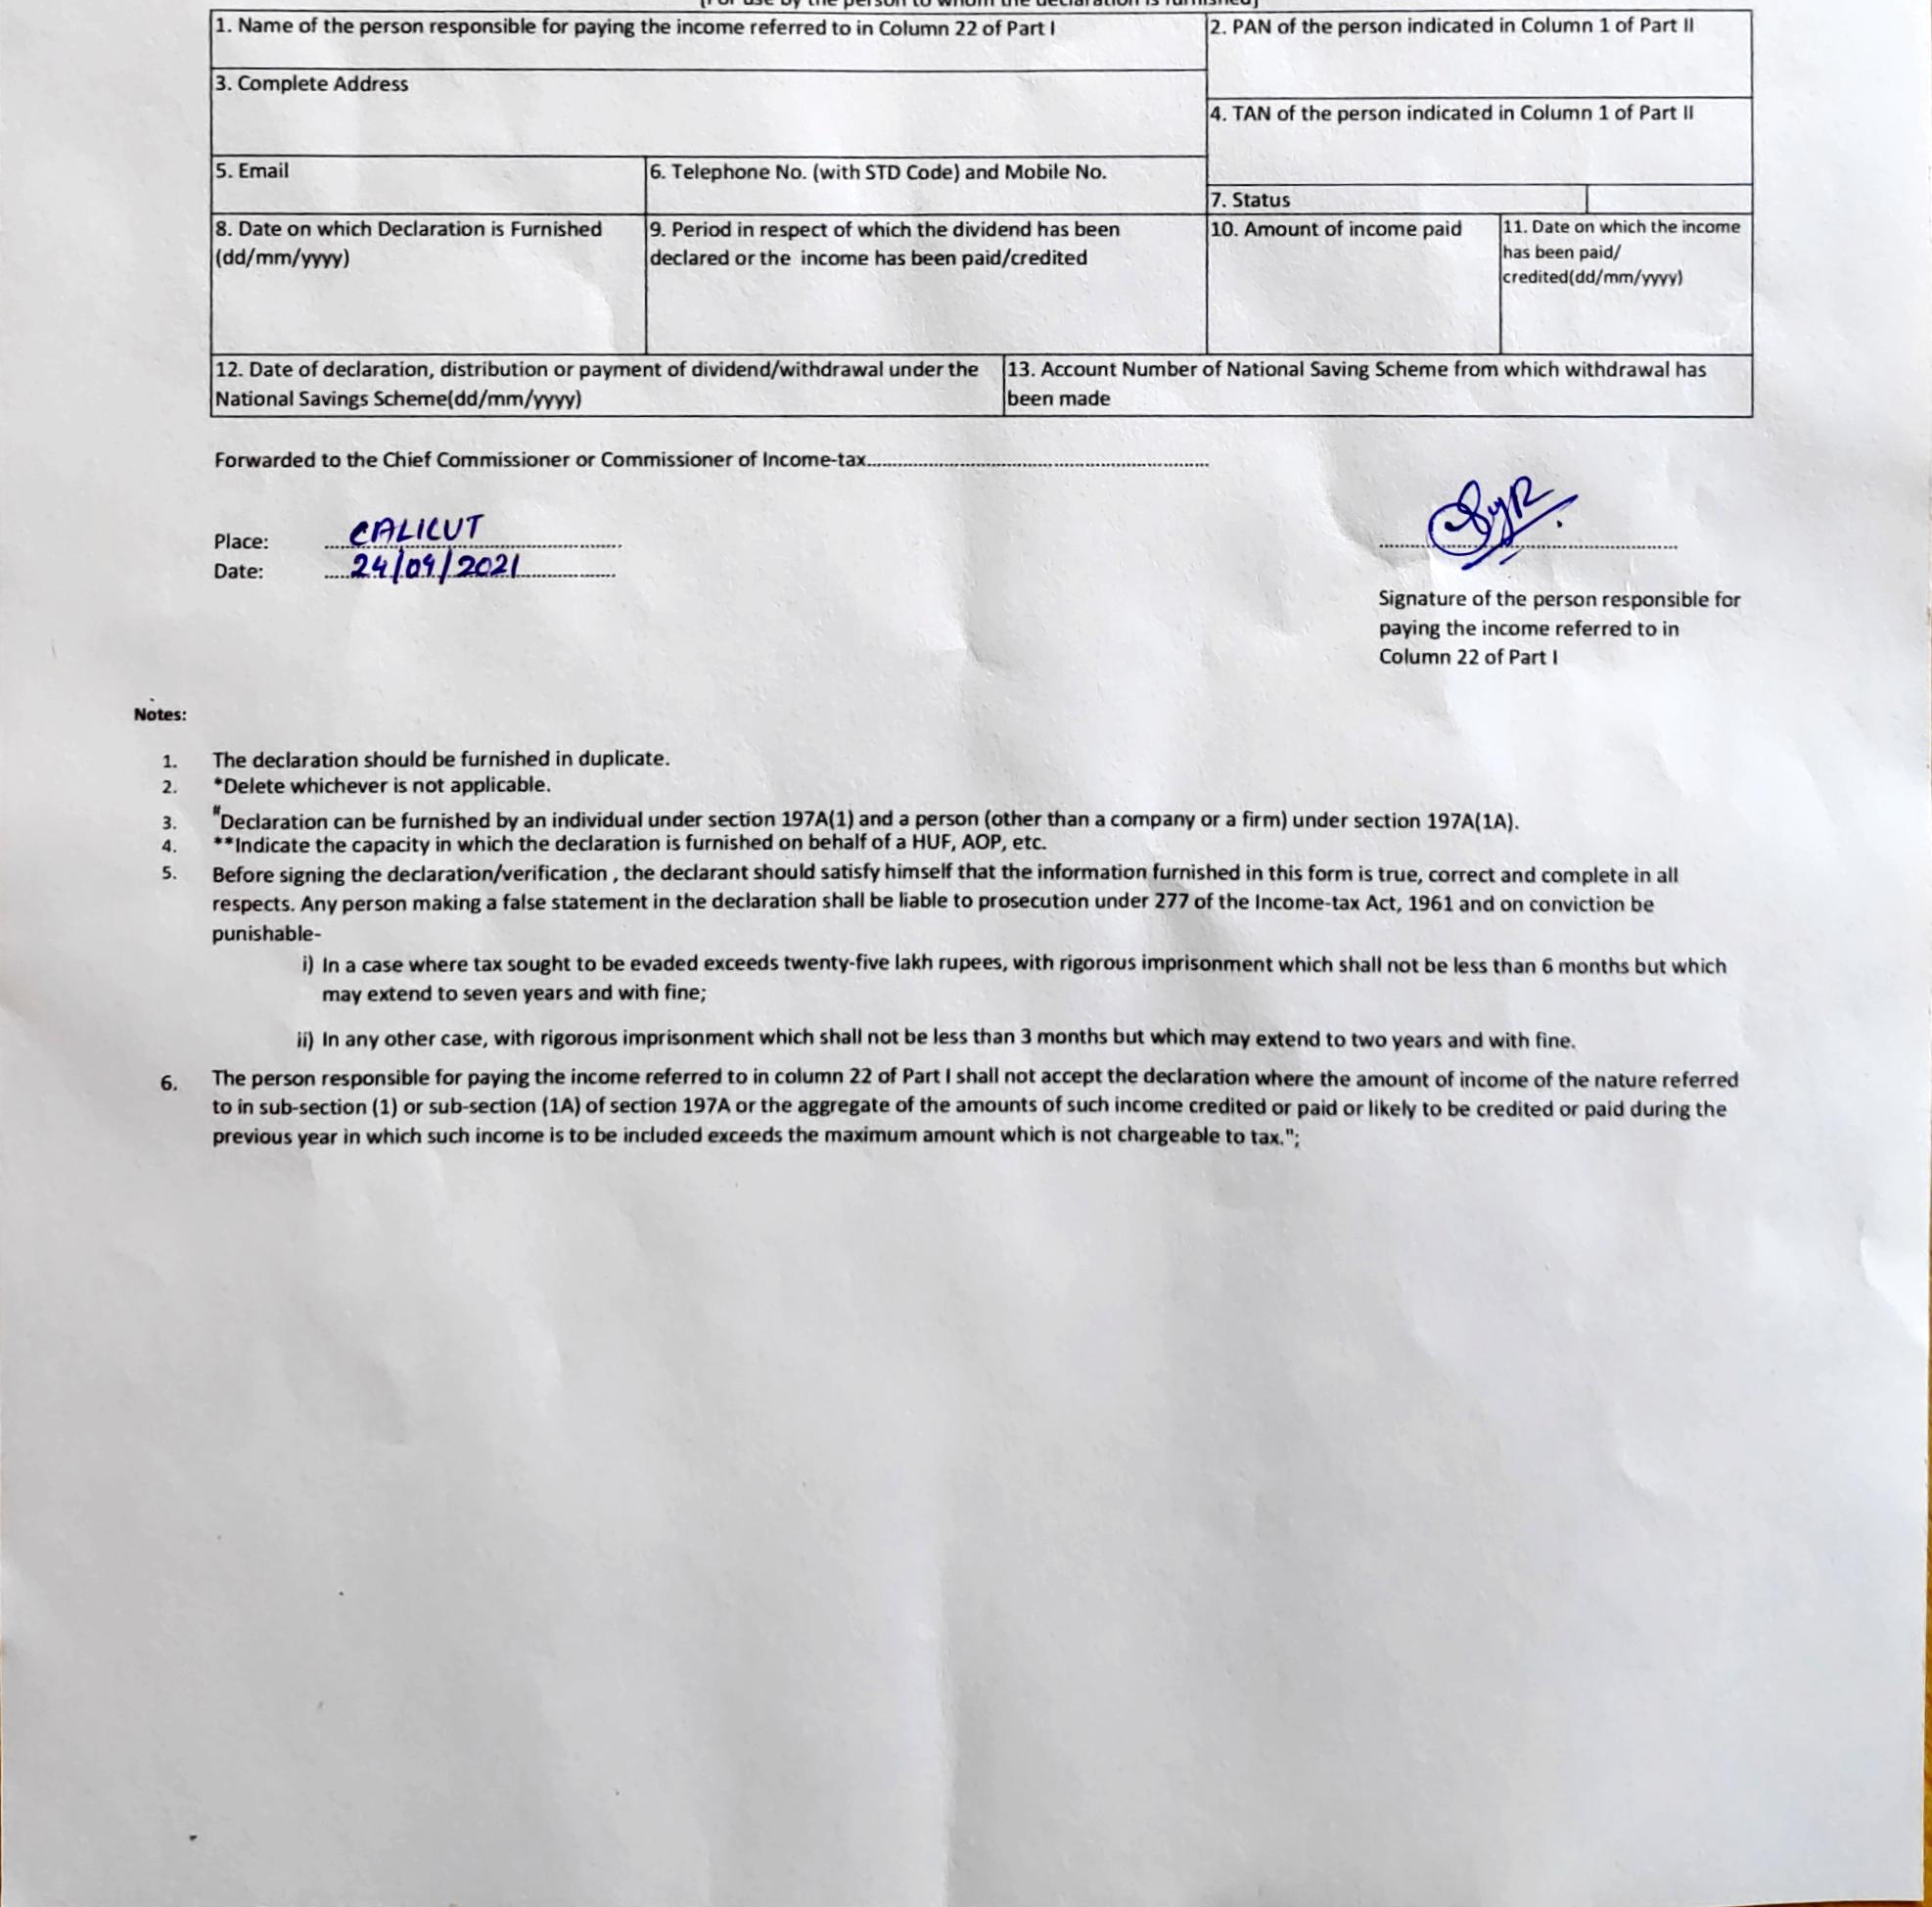 [For use by the person to whom the declaration is furnished]
1. Name of the person responsible for paying the income referred to in Column 22 of Part I
2. PAN of the person indicated in Column 1 of Part II
3. Complete Address
4. TAN of the person indicated in Column 1 of Part II
5. Email
6. Telephone No. (with STD Code) and Mobile No.
7. Status
8. Date on which Declaration is Furnished
(dd/mm/yyyy)
9. Period in respect of which the dividend has been
declared or the income has been paid/credited
10. Amount of income paid
11. Date on which the income
has been paid/
credited(dd/mm/yyyy)
12. Date of declaration, distribution or payment of dividend/withdrawal under the
National Savings Scheme(dd/mm/yyyy)
13. Account Number of National Saving Scheme from which withdrawal has
been made
Forwarded to the Chief Commissioner or Commissioner of Income-tax
Place: CALICUT
Date: 24/04/2021
Signature of the person responsible for
paying the income referred to in
Column 22 of Part I
Notes:
1. The declaration should be furnished in duplicate.
2. *Delete whichever is not applicable.
3. #Declaration can be furnished by an individual under section 197A(1) and a person (other than a company or a firm) under section 197A(1A).
4. **Indicate the capacity in which the declaration is furnished on behalf of a HUF, AOP, etc.
5. Before signing the declaration/verification , the declarant should satisfy himself that the information furnished in this form is true, correct and complete in all
respects. Any person making a false statement in the declaration shall be liable to prosecution under 277 of the Income-tax Act, 1961 and on conviction be
punishable-
i) In a case where tax sought to be evaded exceeds twenty-five lakh rupees, with rigorous imprisonment which shall not be less than 6 months but which
may extend to seven years and with fine;
ii) In any other case, with rigorous imprisonment which shall not be less than 3 months but which may extend to two years and with fine.
6. The person responsible for paying the income referred to in column 22 of Part I shall not accept the declaration where the amount of income of the nature referred
to in sub-section (1) or sub-section (1A) of section 197A or the aggregate of the amounts of such income credited or paid or likely to be credited or paid during the
previous year in which such income is to be included exceeds the maximum amount which is not chargeable to tax.";